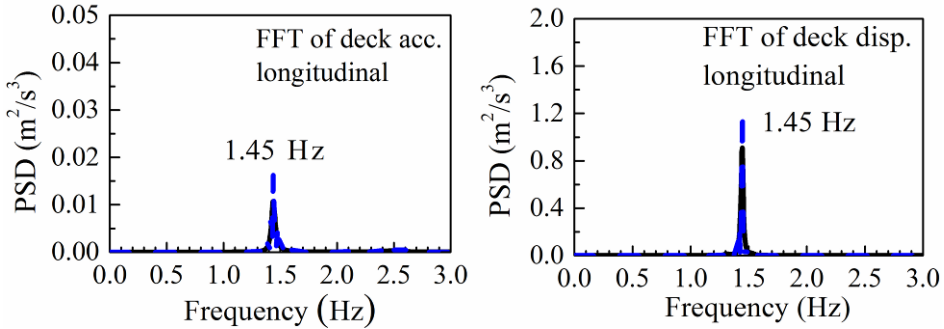 FFT of deck acc.
longitudinal
1.45 Hz
PSD (m²/s³)
0.05
0.04
0.03
0.02
0.01
0.00
0.0 0.5 1.0 1.5 2.0 2.5 3.0
Frequency (Hz)
FFT of deck disp.
longitudinal
1.45 Hz
PSD (m²/s³)
2.0
1.6
1.2
0.8
0.4
0.0
0.0 0.5 1.0 1.5 2.0 2.5 3.0
Frequency (Hz)